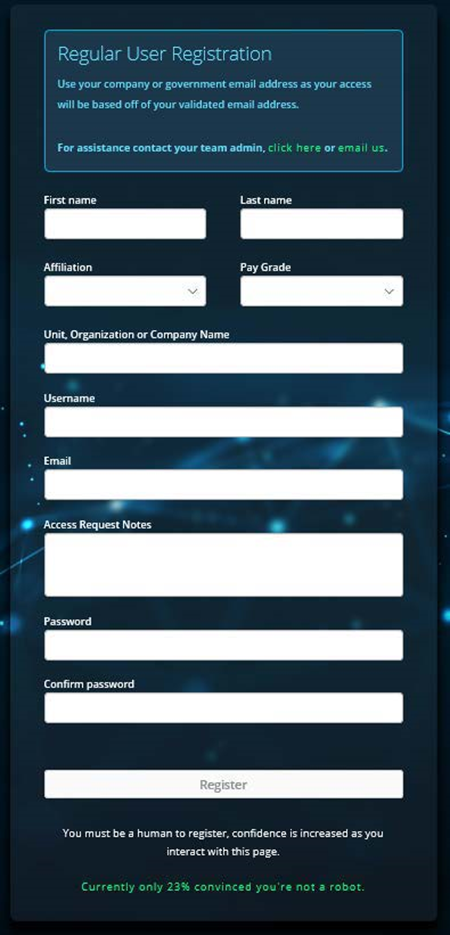 Regular User Registration
Use your company or government email address as your access
will be based off of your validated email address.
For assistance contact your team admin, click here or email us.
First name Last name
Affiliation Pay Grade
Unit, Organization or Company Name
Username
Email
Access Request Notes
Password
Confirm password
Register
You must be a human to register, confidence is increased as you
interact with this page.
Currently only 23% convinced you're not a robot.